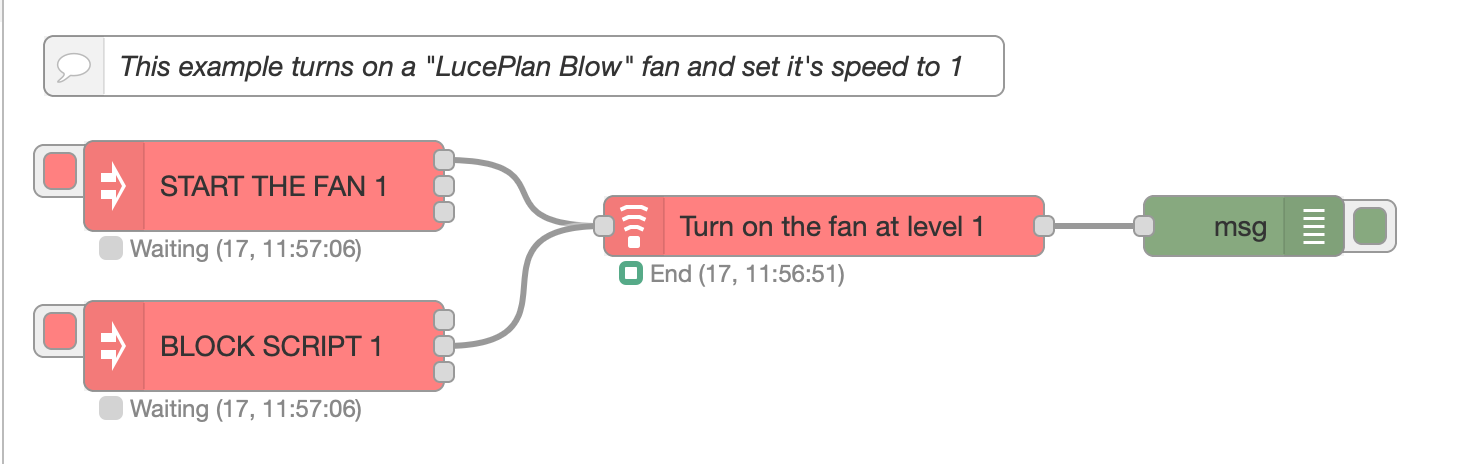 This example turns on a "LucePlan Blow" fan and set it's speed to 1
START THE FAN 1
Waiting (17, 11:57:06)
Turn on the fan at level 1
End (17, 11:56:51)
msg
BLOCK SCRIPT 1
Waiting (17, 11:57:06)